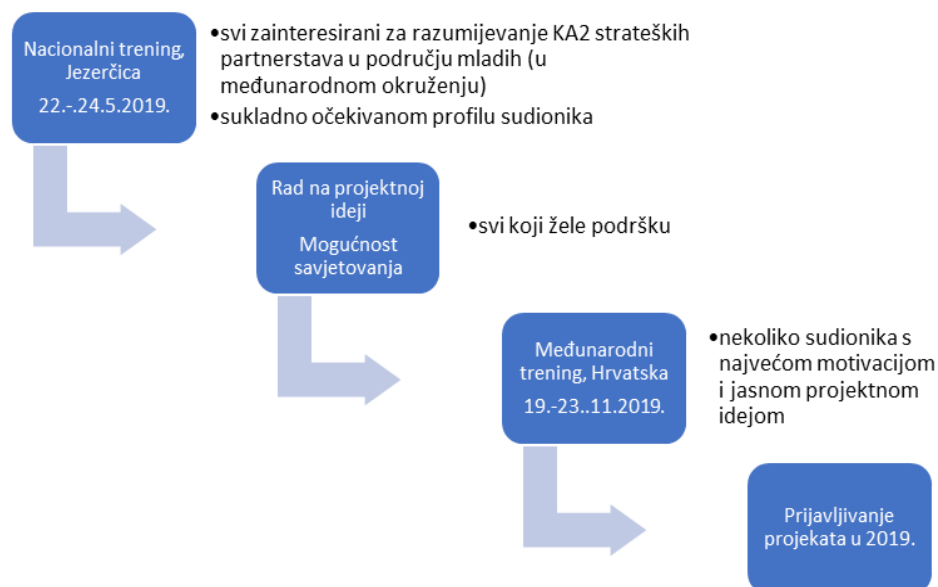 Nacionalni trening,
Jezerčica
22.-.24.5.2019.
•svi zainteresirani za razumijevanje KA2 strateških
partnerstava u području mladih (u
međunarodnom okruženju)
•sukladno očekivanom profilu sudionika
Rad na projektnoj
ideji
Mogućnost
savjetovanja
•svi koji žele podršku
Međunarodni
trening, Hrvatska
19.-23..11.2019.
•nekoliko sudionika s
najvećom motivacijom
i jasnom projektnom
idejom
Prijavljivanje
projekata u 2019.